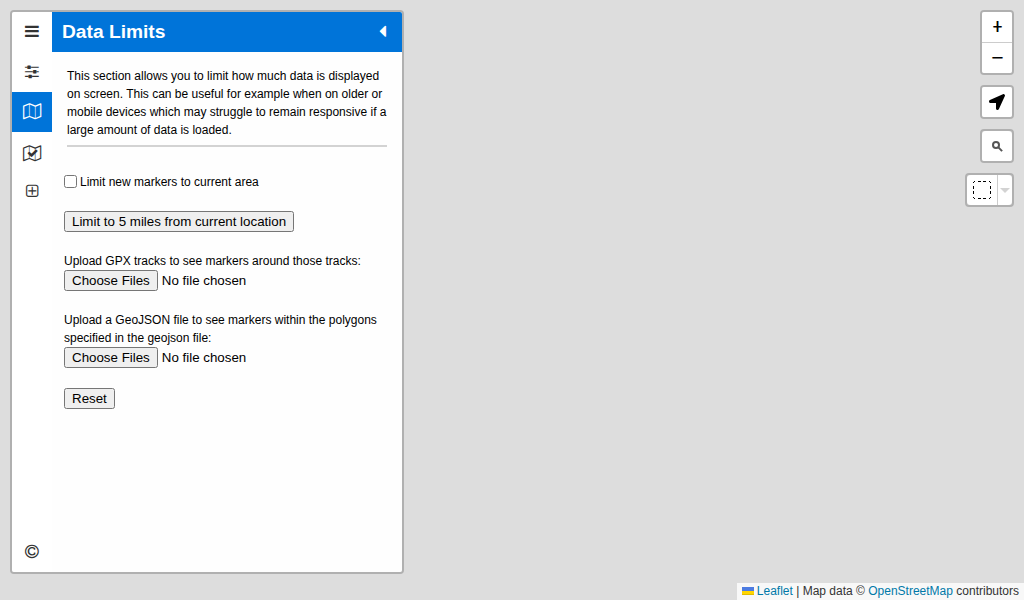 Data Limits
This section allows you to limit how much data is displayed
on screen. This can be useful for example when on older or
mobile devices which may struggle to remain responsive if a
large amount of data is loaded.
Limit new markers to current area
Limit to 5 miles from current location
Upload GPX tracks to see markers around those tracks:
Choose Files No file chosen
Upload a GeoJSON file to see markers within the polygons
specified in the geojson file:
Choose Files No file chosen
Reset
©
+
−
Leaflet | Map data © OpenStreetMap contributors